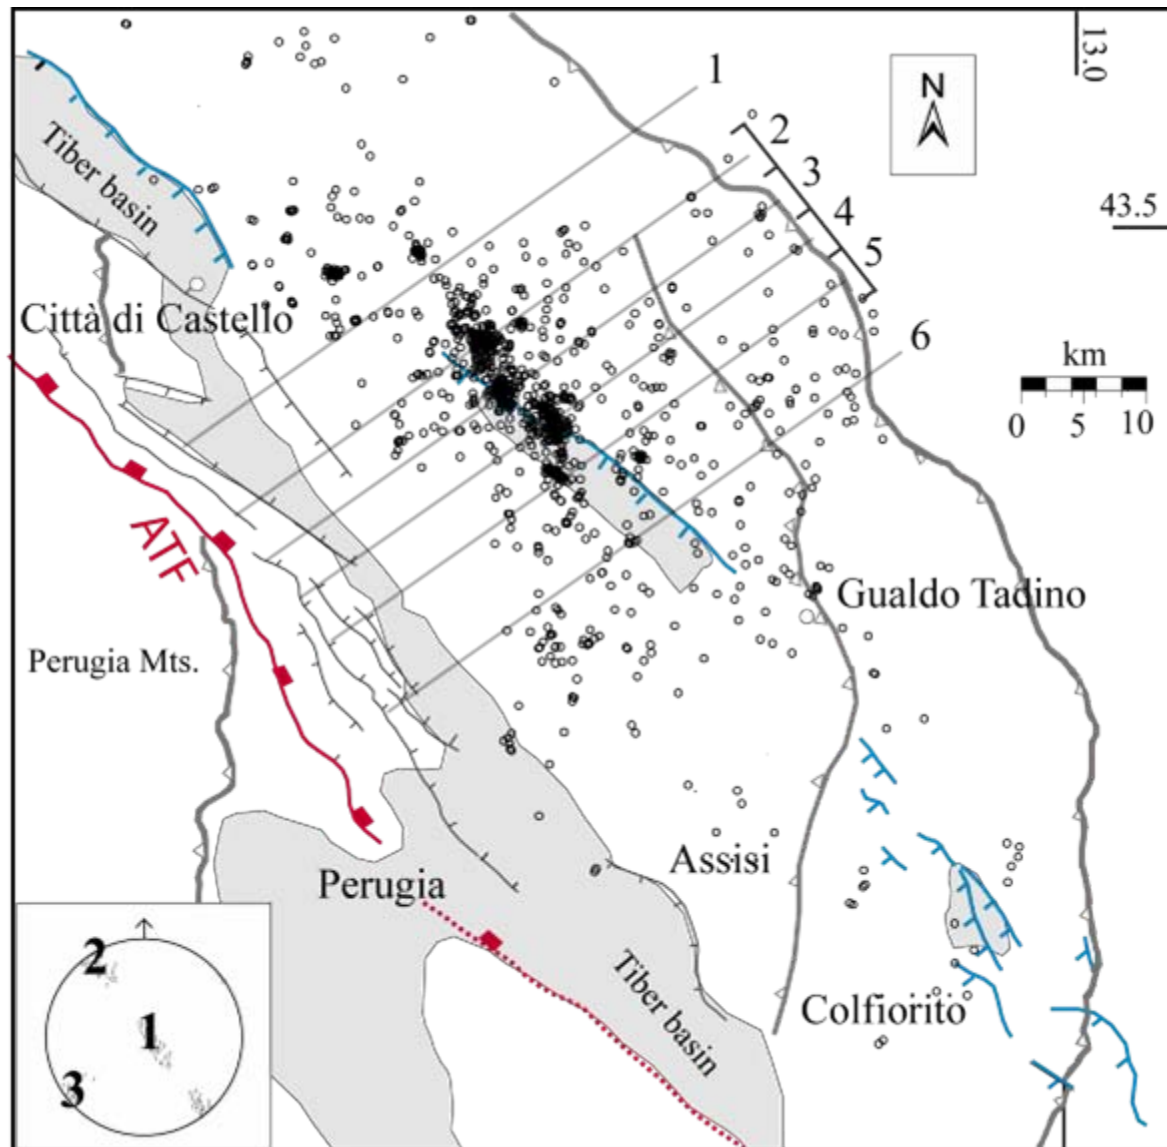 13.0
1
N
2
Tiber basin
3
43.5
4
5
Città di Castello
6
km
0 5 10
ATF
Gualdo Tadino
Perugia Mts.
Assisi
Perugia
2
Tiber basin
1
Colfiorito
3